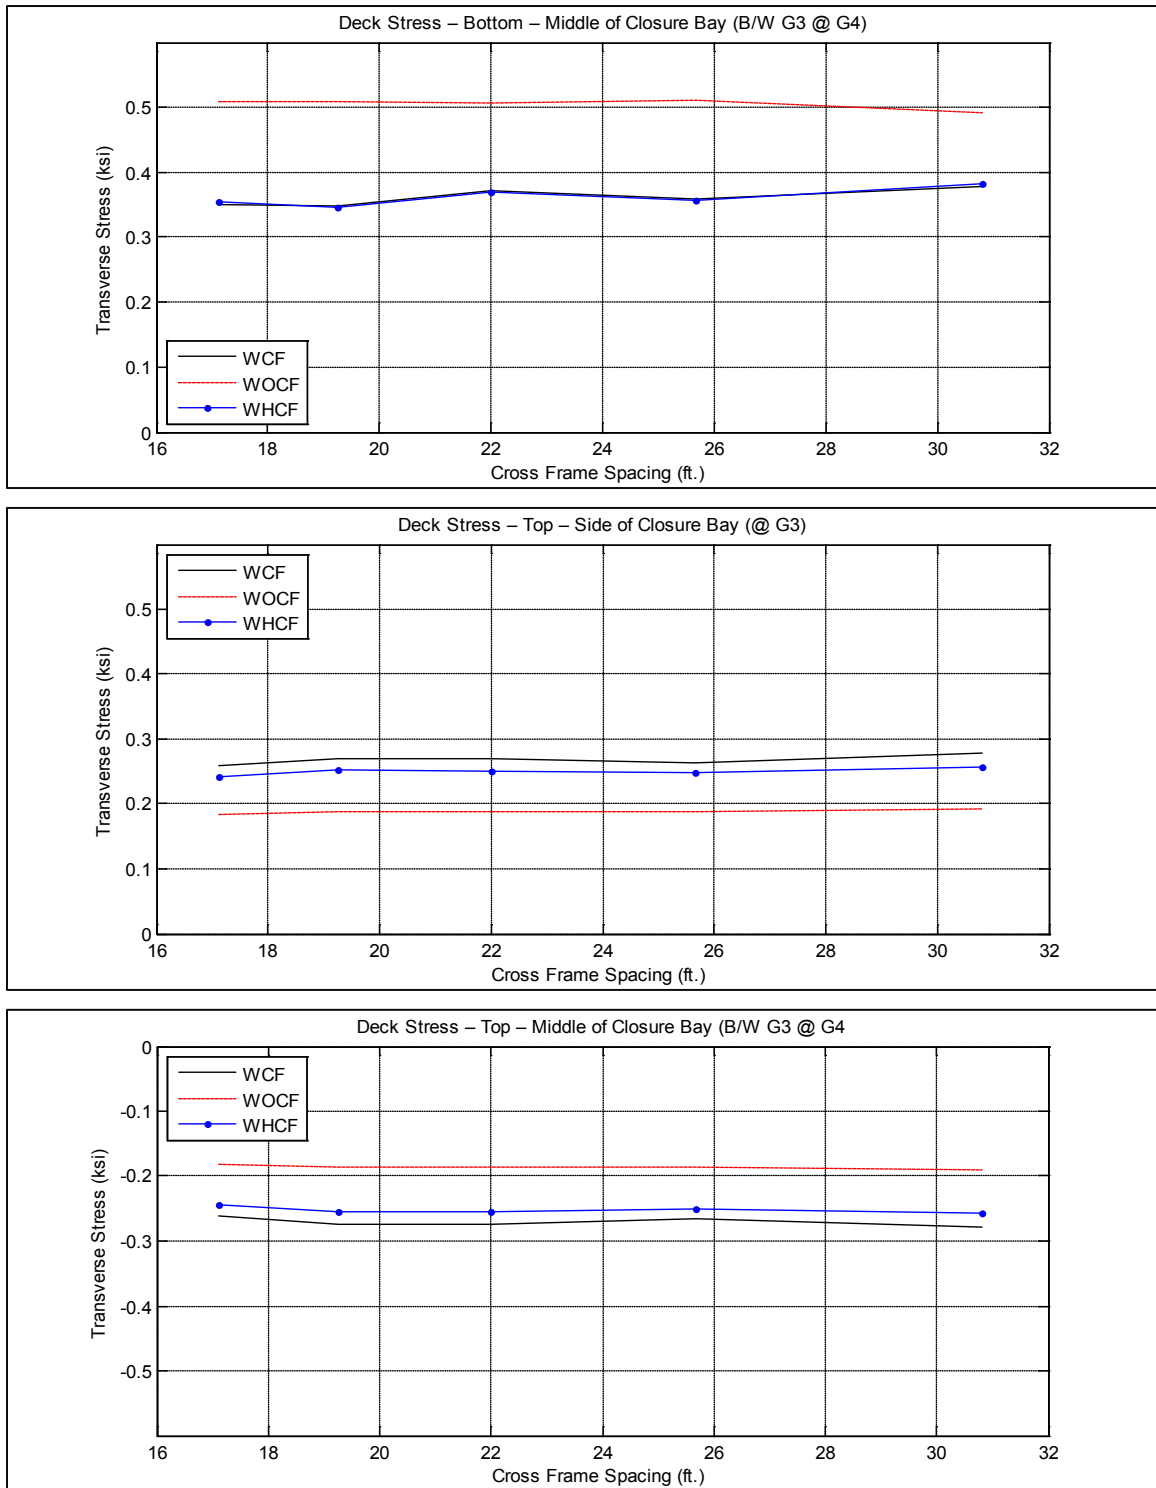 Deck Stress – Bottom – Middle of Closure Bay (B/W G3 @ G4)
Transverse Stress (ksi)
0.5
0.4
0.3
0.2
0.1
0
WCF
WOCF
WHCF
16 18 20 22 24 26 28 30 32
Cross Frame Spacing (ft.)
Deck Stress – Top – Side of Closure Bay (@ G3)
Transverse Stress (ksi)
WCF
WOCF
WHCF
0.5
0.4
0.3
0.2
0.1
0
16 18 20 22 24 26 28 30 32
Cross Frame Spacing (ft.)
Deck Stress – Top – Middle of Closure Bay (B/W G3 @ G4
Transverse Stress (ksi)
0
WCF
WOCF
WHCF
-0.1
-0.2
-0.3
-0.4
-0.5
16 18 20 22 24 26 28 30 32
Cross Frame Spacing (ft.)